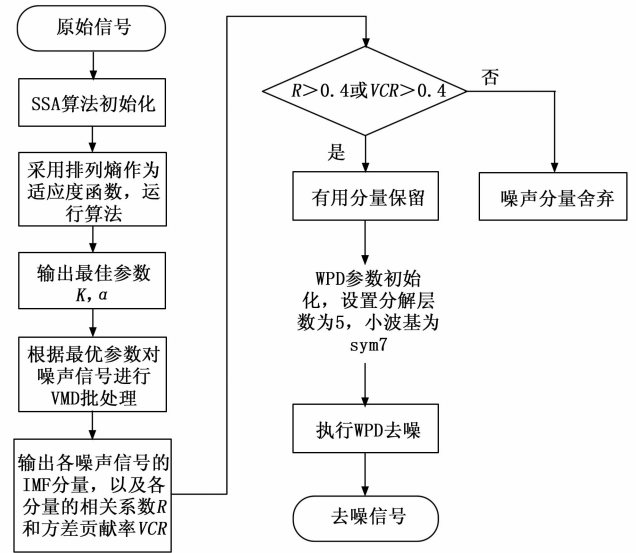 原始信号
SSA算法初始化
采用排列熵作为
适应度函数，运
行算法
输出最佳参数
K，α
根据最优参数对
噪声信号进行
VMD批处理
输出各噪声信号的
IMF分量，以及各
分量的相关系数R
和方差贡献率VCR
R＞0.4或VCR＞0.4
否
是
有用分量保留
噪声分量舍弃
WPD参数初始
化，设置分解层
数为5，小波基为
sym7
执行WPD去噪
去噪信号